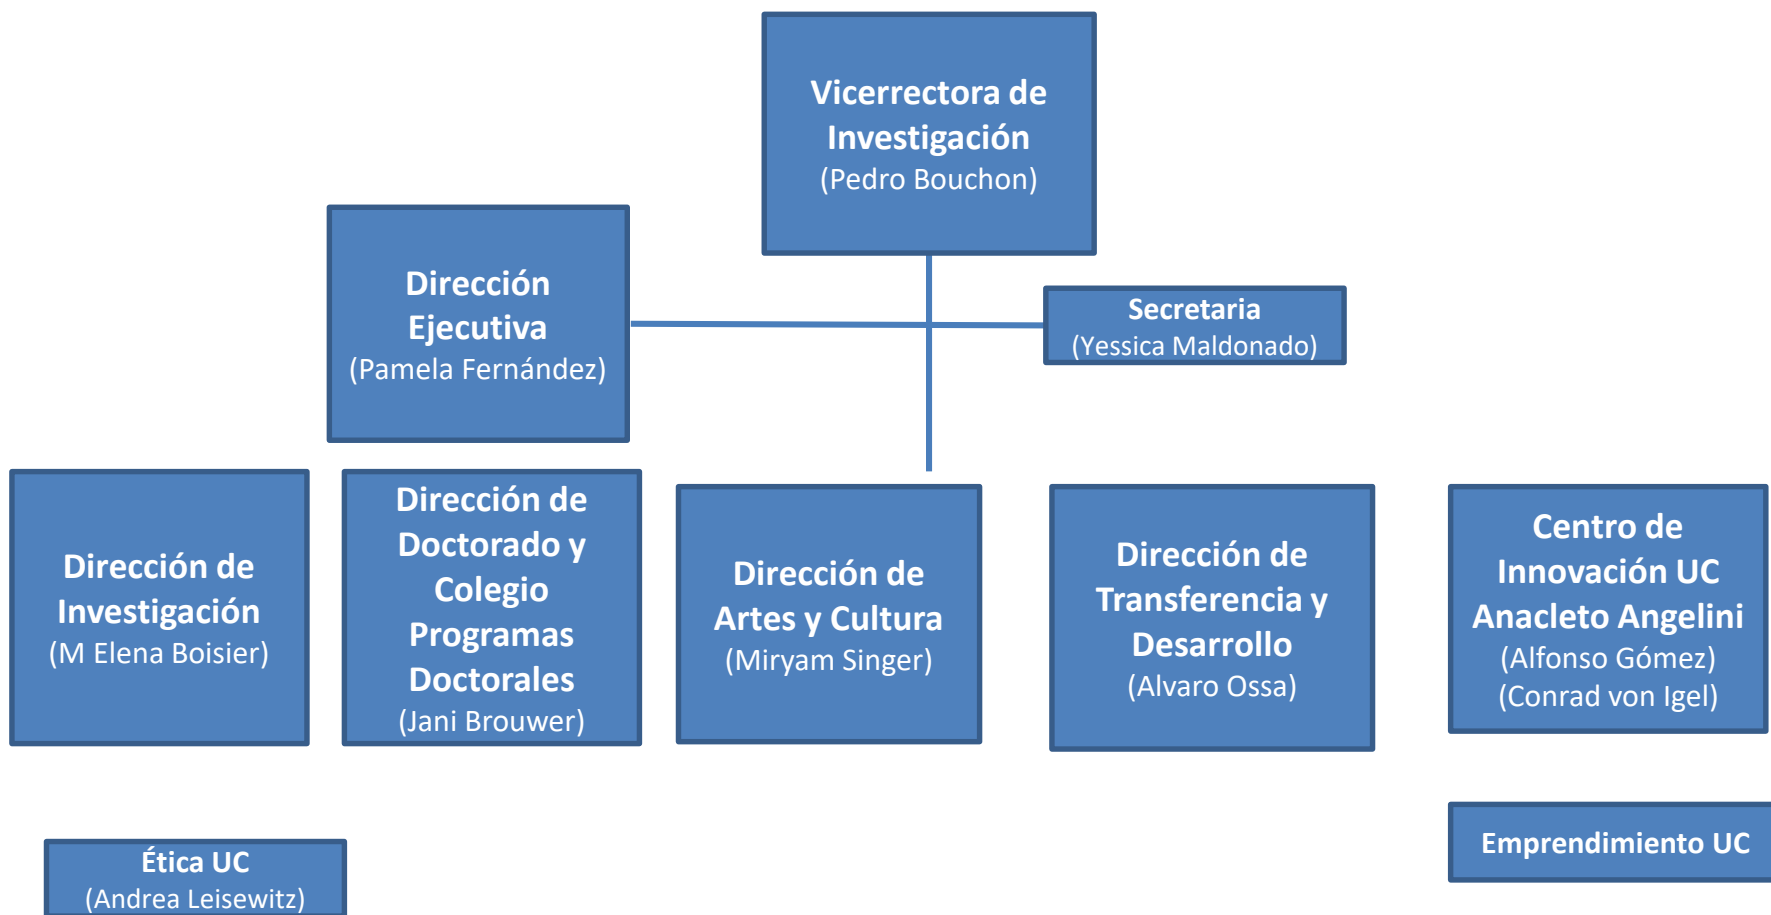 Vicerrectora de
Investigación
(Pedro Bouchon)
Dirección
Ejecutiva
(Pamela Fernández)
Secretaria
(Yessica Maldonado)
Dirección de
Investigación
(M Elena Boisier)
Dirección de
Doctorado y
Colegio
Programas
Doctorales
(Jani Brouwer)
Dirección de
Artes y Cultura
(Miryam Singer)
Dirección de
Transferencia y
Desarrollo
(Alvaro Ossa)
Centro de
Innovación UC
Anacleto Angelini
(Alfonso Gómez)
(Conrad von Igel)
Ética UC
(Andrea Leisewitz)
Emprendimiento UC